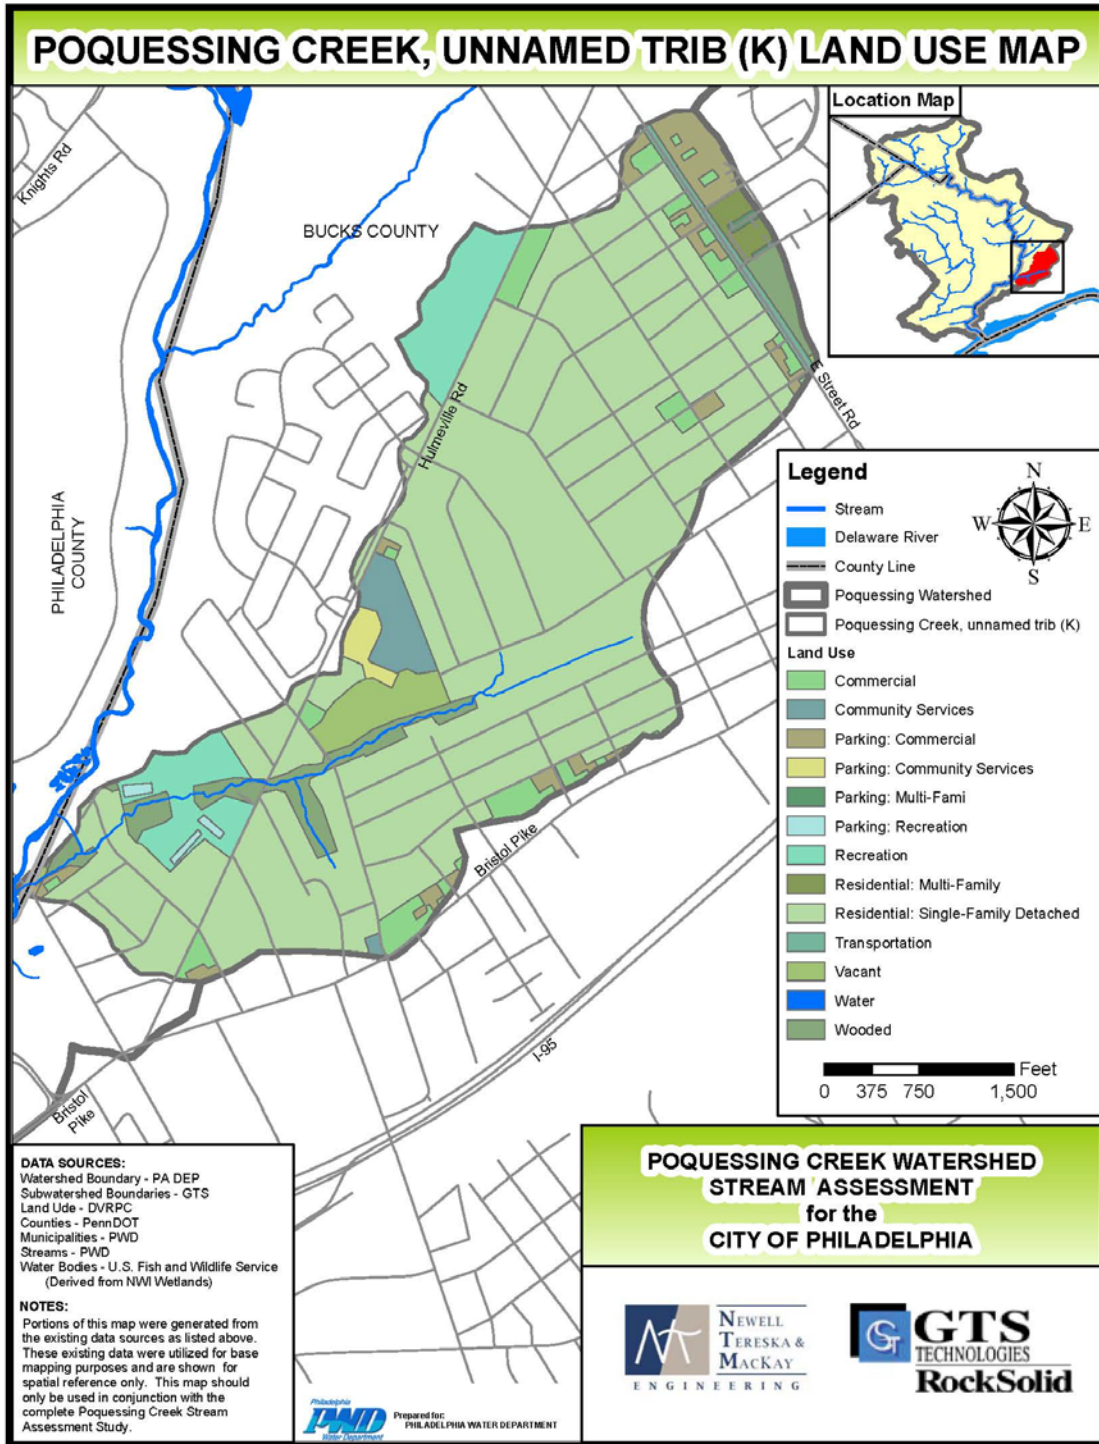 POQUESSING CREEK, UNNAMED TRIB (K) LAND USE MAP
Location Map
Knights Rd
BUCKS COUNTY
Hulmeville Rd
E Street Rd
PHILADELPHIA
COUNTY
Bristol Pike
I-95
Bristol
Pike
Legend
N
W
E
S
Stream
Delaware River
County Line
Poquessing Watershed
Poquessing Creek, unnamed trib (K)
Land Use
Commercial
Community Services
Parking: Commercial
Parking: Community Services
Parking: Multi-Fami
Parking: Recreation
Recreation
Residential: Multi-Family
Residential: Single-Family Detached
Transportation
Vacant
Water
Wooded
Feet
0 375 750 1,500
DATA SOURCES:
Watershed Boundary - PA DEP
Subwatershed Boundaries - GTS
Land Ude - DVRPC
Counties - PennDOT
Municipalities - PWD
Streams - PWD
Water Bodies - U.S. Fish and Wildlife Service
(Derived from NWI Wetlands)
NOTES:
Portions of this map were generated from
the existing data sources as listed above.
These existing data were utilized for base
mapping purposes and are shown for
spatial reference only. This map should
only be used in conjunction with the
complete Poquessing Creek Stream
Assessment Study.
Philadelphia
PWD
Water Department
Prepared for:
PHILADELPHIA WATER DEPARTMENT
POQUESSING CREEK WATERSHED
STREAM ASSESSMENT
for the
CITY OF PHILADELPHIA
NEWELL
TERESKA &
MACKAY
ENGINEERING
GTS
TECHNOLOGIES
RockSolid